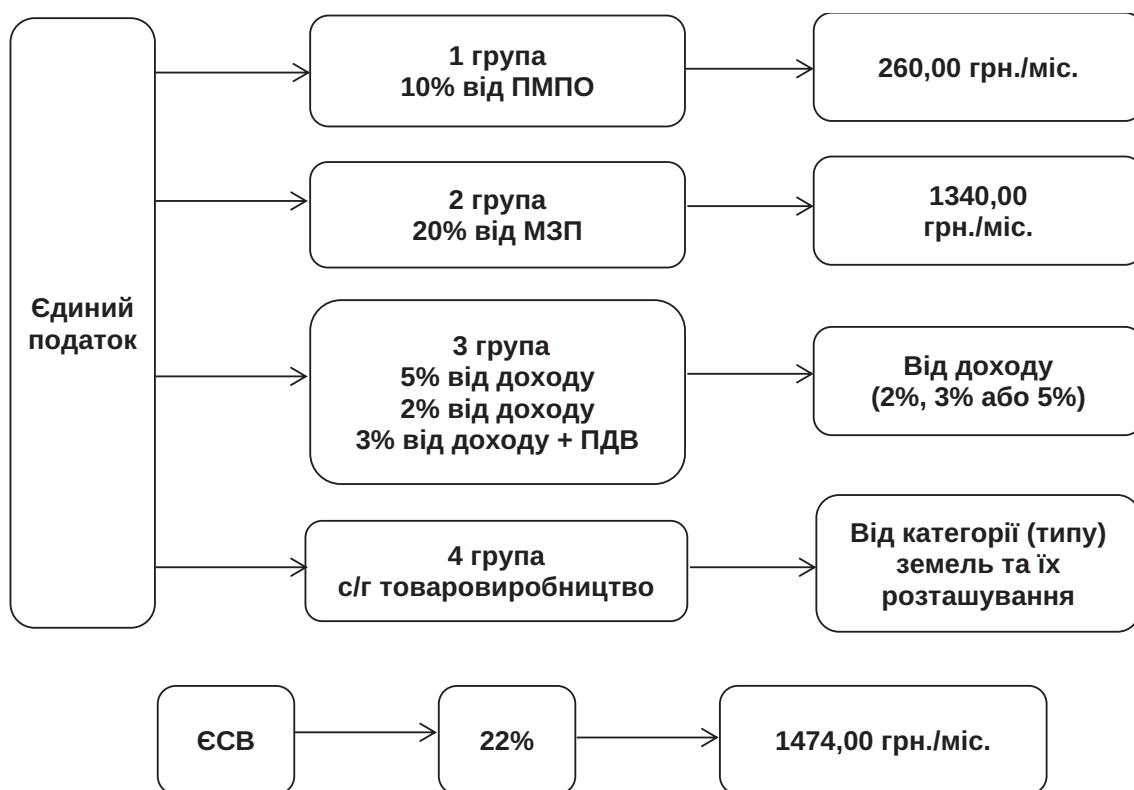 1 група
10% від ПМПО
260,00 грн./міс.
2 група
20% від МЗП
1340,00
грн./міс.
Єдиний
податок
3 група
5% від доходу
2% від доходу
3% від доходу + ПДВ
Від доходу
(2%, 3% або 5%)
4 група
с/г товаровиробництво
Від категорії (типу)
земель та їх
розташування
ЄСВ
22%
1474,00 грн./міс.